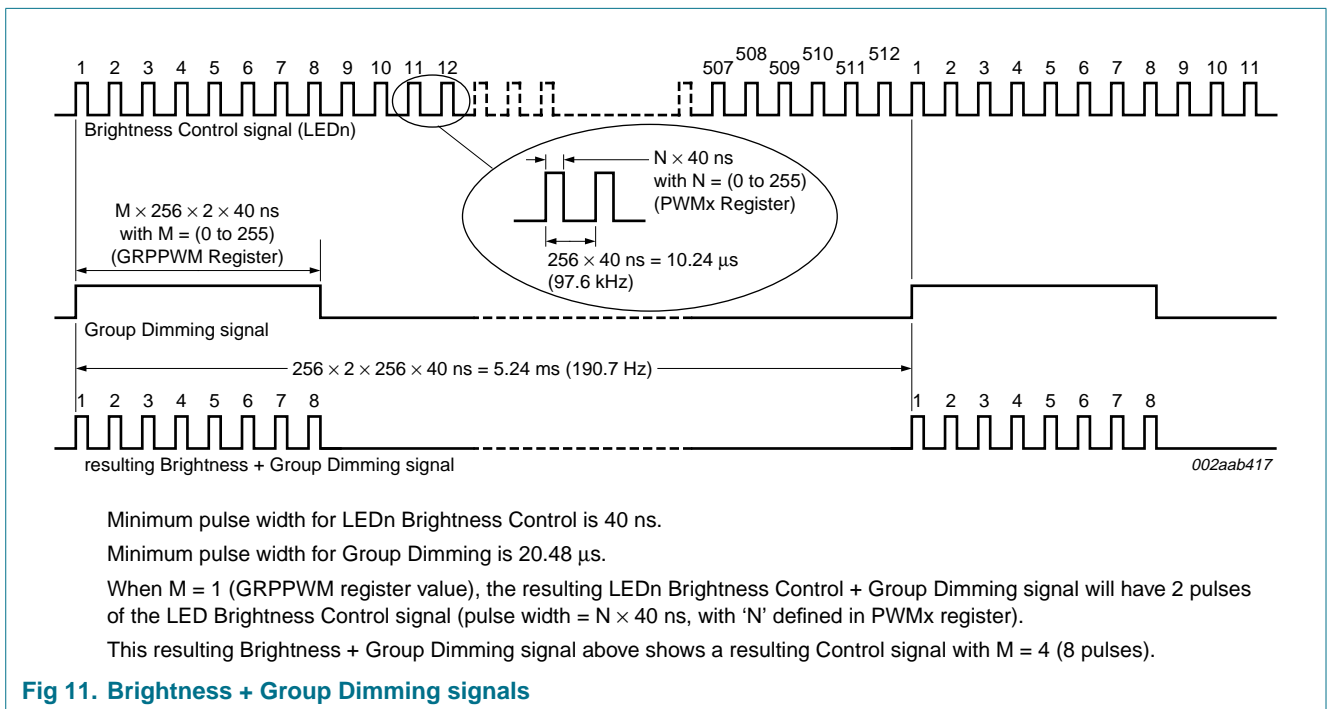 1 2 3 4 5 6 7 8 9 10 11 12 507 508 509 510 511 512 1 2 3 4 5 6 7 8 9 10 11
Brightness Control signal (LEDn)
N × 40 ns
with N = (0 to 255)
(PWMx Register)
M × 256 × 2 × 40 ns
with M = (0 to 255)
(GRPPWM Register)
256 × 40 ns = 10.24 μs
(97.6 kHz)
Group Dimming signal
256 × 2 × 256 × 40 ns = 5.24 ms (190.7 Hz)
1 2 3 4 5 6 7 8 1 2 3 4 5 6 7 8
resulting Brightness + Group Dimming signal
002aab417
Minimum pulse width for LEDn Brightness Control is 40 ns.
Minimum pulse width for Group Dimming is 20.48 μs.
When M = 1 (GRPPWM register value), the resulting LEDn Brightness Control + Group Dimming signal will have 2 pulses
of the LED Brightness Control signal (pulse width = N × 40 ns, with ‘N’ defined in PWMx register).
This resulting Brightness + Group Dimming signal above shows a resulting Control signal with M = 4 (8 pulses).
Fig 11. Brightness + Group Dimming signals